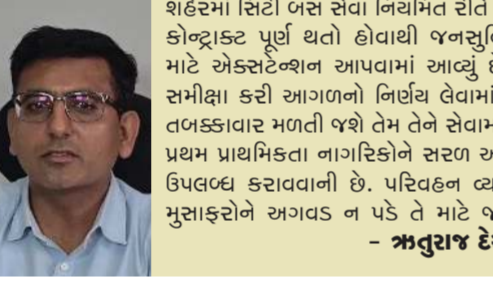 શહેરમાં સિટી બસ સેવા નિયમિત રીતે
કોન્ટ્રાક્ટ પૂર્ણ થતો હોવાથી
માટે એક્સટેન્શન આપવામાં આવ્યું
સમીક્ષા કરી આગળનો નિર્ણય લેવામાં
તબક્કાવાર મળતી જશે તેમ તેને
પ્રથમ પ્રાથમિકતા નાગરિકોને સરળ
ઉપલબ્ધ કરાવવાની છે. પરિવહન
મુસાફરોને અગવડ ન પડે તે માટે
– ઋતુરાજ